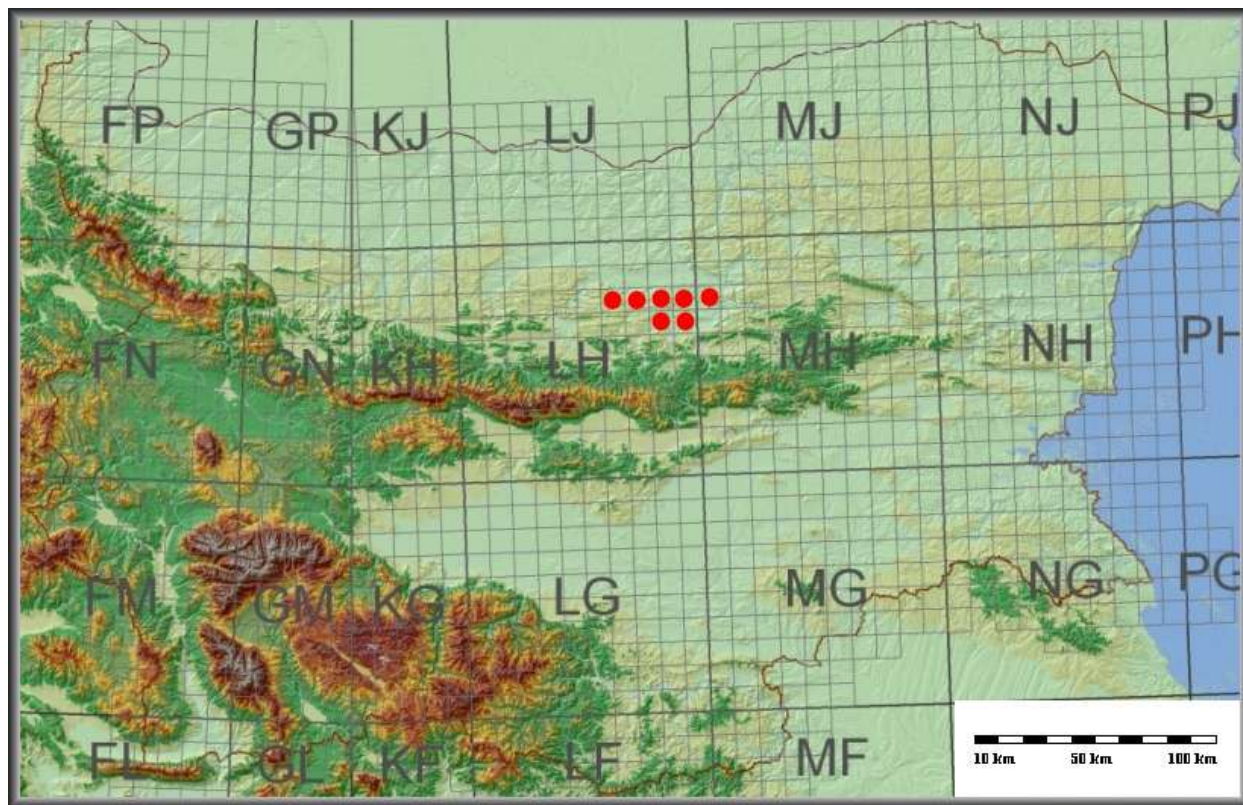 FP GP KJ LJ MJ NJ PJ
FN GN KH LH MH NH PH
FM GM KG LG MG NG PG
FL GL KF LF MF
10 km 50 km 100 km